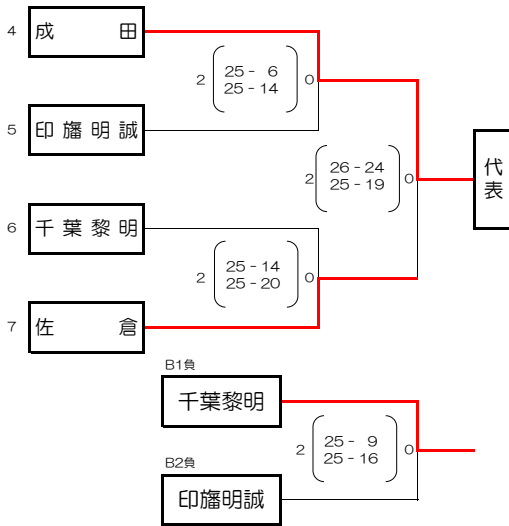 4 成田
2 25 - 6 0
25 - 14
5 印旛明誠
2 26 - 24 0
25 - 19
代表
6 千葉黎明
2 25 - 14 0
25 - 20
7 佐倉
B1負
千葉黎明
2 25 - 9 0
25 - 16
B2負
印旛明誠